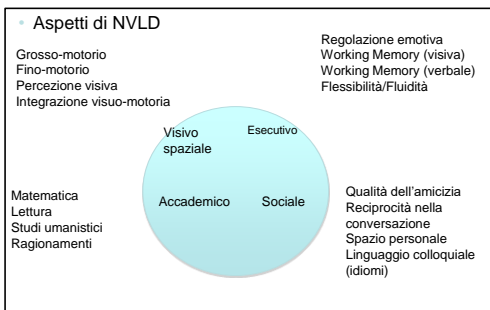 • Aspetti di NVLD
Grosso-motorio
Fino-motorio
Percezione visiva
Integrazione visuo-motoria
Regolazione emotiva
Working Memory (visiva)
Working Memory (verbale)
Flessibilità/Fluidità
Visivo
spaziale
Esecutivo
Accademico
Sociale
Matematica
Lettura
Studi umanistici
Ragionamenti
Qualità dell'amicizia
Reciprocità nella
conversazione
Spazio personale
Linguaggio colloquiale
(idiomi)